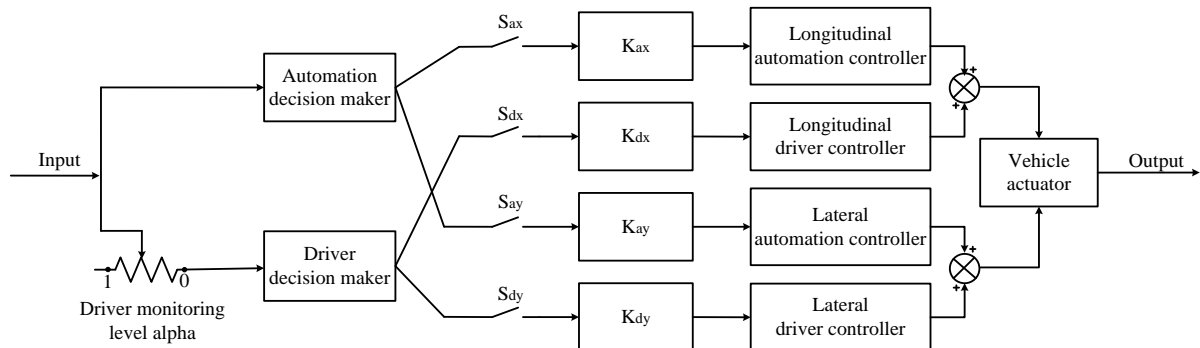 Input
1
0
Driver monitoring
level alpha
Automation
decision maker
Driver
decision maker
Sax
Sdx
Say
Sdy
Kax
Kdx
Kay
Kdy
Longitudinal
automation controller
Longitudinal
driver controller
Lateral
automation controller
Lateral
driver controller
+
+
+
+
Vehicle
actuator
Output